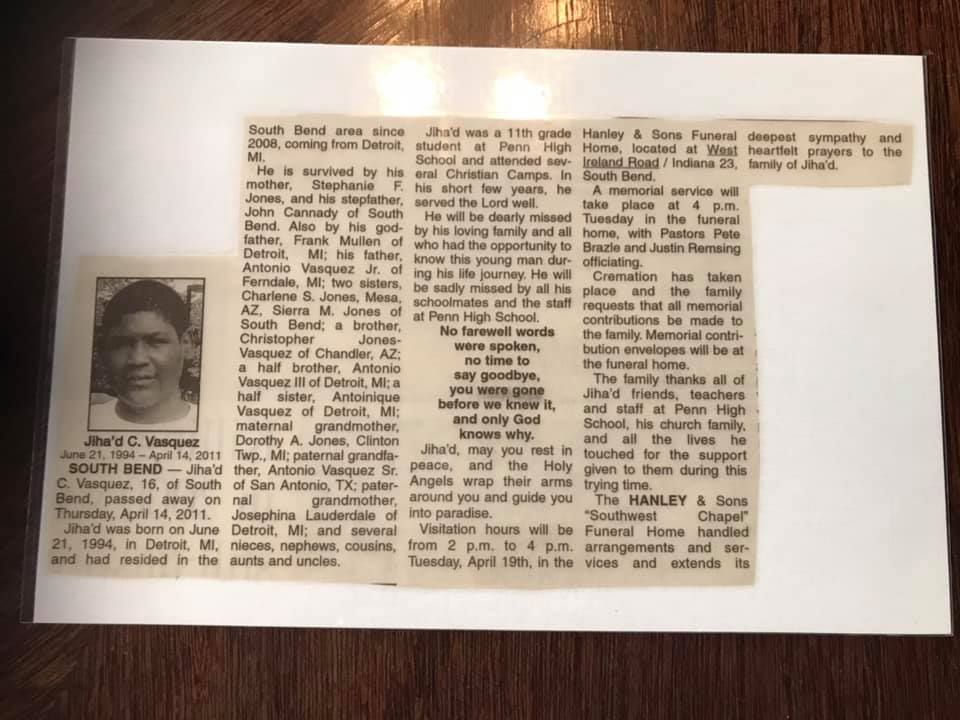 Jiha'd C. Vasquez
June 21, 1994 – April 14, 2011
SOUTH BEND — Jiha'd
C. Vasquez, 16, of South
Bend, passed away on
Thursday, April 14, 2011.
Jiha'd was born on June
21, 1994, in Detroit, MI,
and had resided in the
South Bend area since
2008, coming from Detroit,
MI.
He is survived by his
mother, Stephanie F.
Jones, and his stepfather,
John Cannady of South
Bend. Also by his god-
father, Frank Mullen of
Detroit, MI; his father,
Antonio Vasquez Jr. of
Ferndale, MI; two sisters,
Charlene S. Jones, Mesa,
AZ, Sierra M. Jones of
South Bend; a brother,
Christopher Jones-
Vasquez of Chandler, AZ;
a half brother, Antonio
Vasquez III of Detroit, MI; a
half sister, Antoinique
Vasquez of Detroit, MI;
maternal grandmother,
Dorothy A. Jones, Clinton
Twp., MI; paternal grandfa-
ther, Antonio Vasquez Sr.
of San Antonio, TX; pater-
nal grandmother,
Josephina Lauderdale of
Detroit, MI; and several
nieces, nephews, cousins,
aunts and uncles.
Jiha'd was a 11th grade
student at Penn High
School and attended sev-
eral Christian Camps. In
his short few years, he
served the Lord well.
He will be dearly missed
by his loving family and all
who had the opportunity to
know this young man dur-
ing his life journey. He will
be sadly missed by all his
schoolmates and the staff
at Penn High School.
No farewell words
were spoken,
no time to
say goodbye,
you were gone
before we knew it,
and only God
knows why.
Jiha'd, may you rest in
peace, and the Holy
Angels wrap their arms
around you and guide you
into paradise.
Visitation hours will be
from 2 p.m. to 4 p.m.
Tuesday, April 19th, in the
Hanley & Sons Funeral
Home, located at West
Ireland Road / Indiana 23,
South Bend.
A memorial service will
take place at 4 p.m.
Tuesday in the funeral
home, with Pastors Pete
Brazle and Justin Remsing
officiating.
Cremation has taken
place and the family
requests that all memorial
contributions be made to
the family. Memorial contri-
bution envelopes will be at
the funeral home.
The family thanks all of
Jiha'd friends, teachers
and staff at Penn High
School, his church family,
and all the lives he
touched for the support
given to them during this
trying time.
The HANLEY & Sons
"Southwest Chapel"
Funeral Home handled
arrangements and ser-
vices and extends its
deepest sympathy and
heartfelt prayers to the
family of Jiha'd.